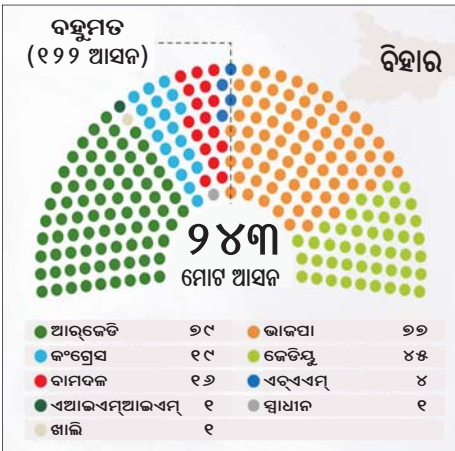 ବହୁମତ
(୧୨୨ ଆସନ)
ବିହାର
୨୪୩
ମୋଟ ଆସନ
ଆର୍‌ଜେଡି ୭୯ ଭାଜପା ୭୭
କଂଗ୍ରେସ ୧୯ ଜେଡିୟୁ ୪୫
ବାମଦଳ ୧୬ ଏଚ୍‌ଏଏମ୍ ୪
ଏଆଇଏମ୍‌ଆଇଏମ୍ ୧ ସ୍ୱାଧୀନ ୧
ଖାଲି ୧